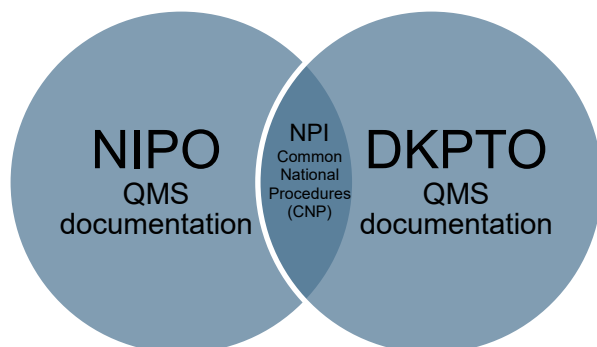 NIPO
QMS
documentation
NPI
Common
National
Procedures
(CNP)
DKPTO
QMS
documentation